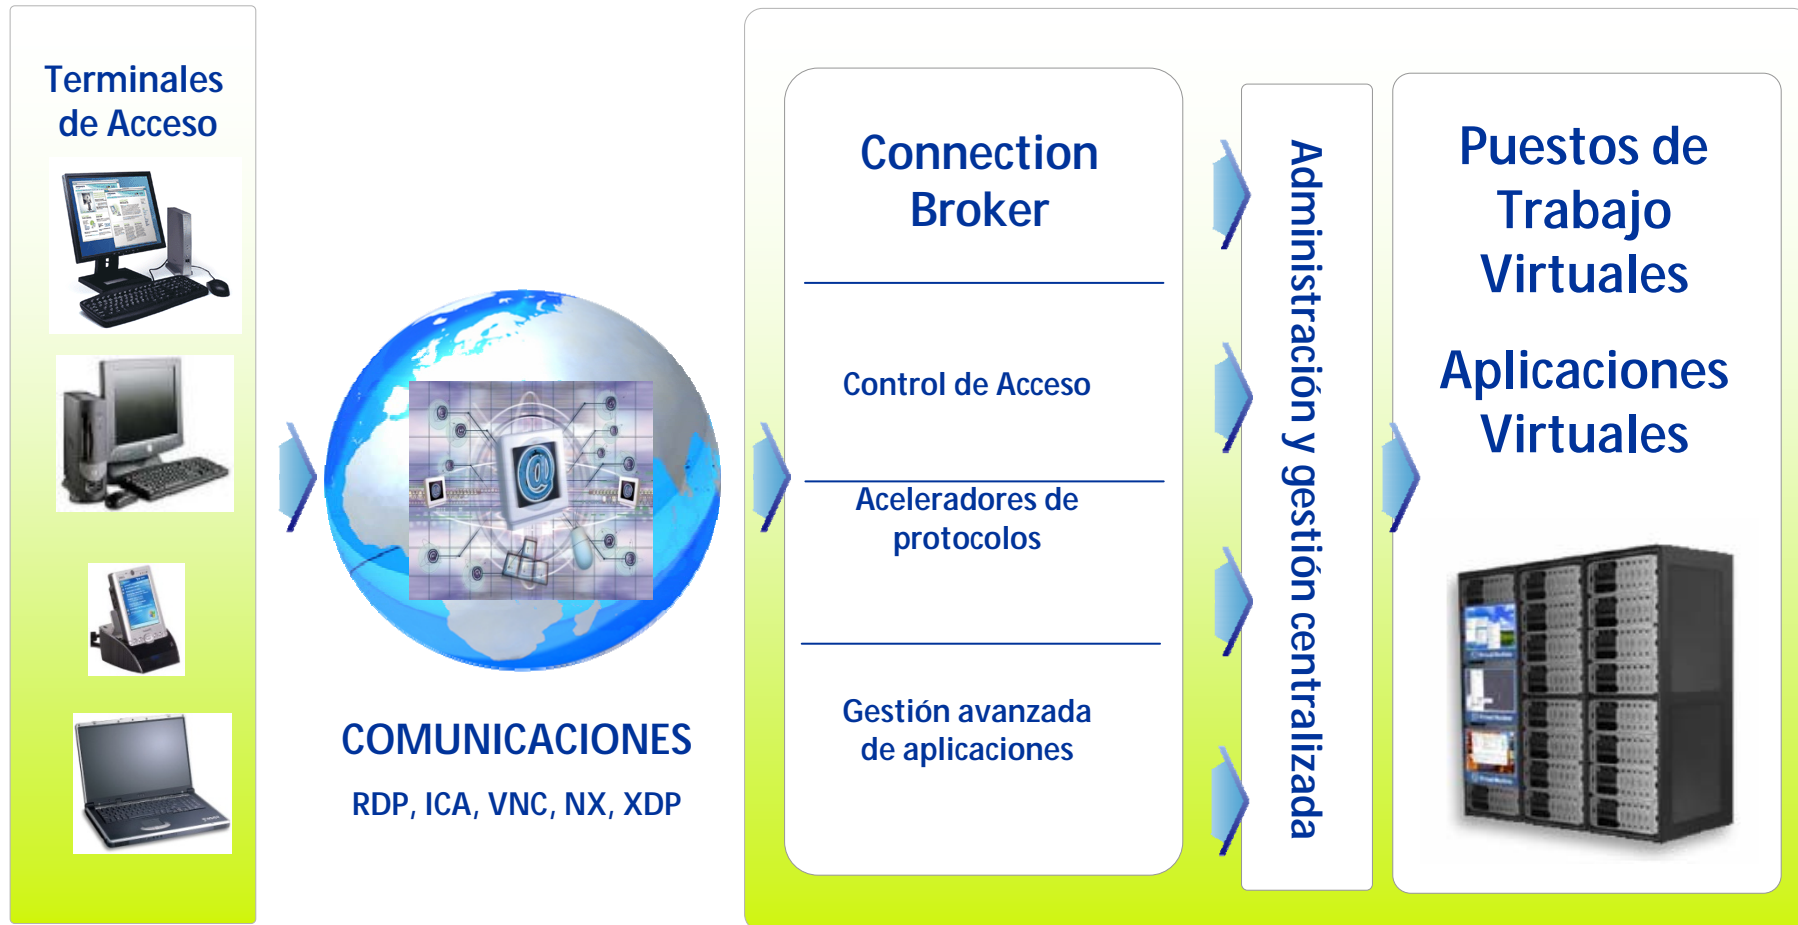 Terminales
de Acceso
COMUNICACIONES
RDP, ICA, VNC, NX, XDP
Connection
Broker
Control de Acceso
Aceleradores de
protocolos
Gestión avanzada
de aplicaciones
Administración y gestión centralizada
Puestos de
Trabajo
Virtuales
Aplicaciones
Virtuales